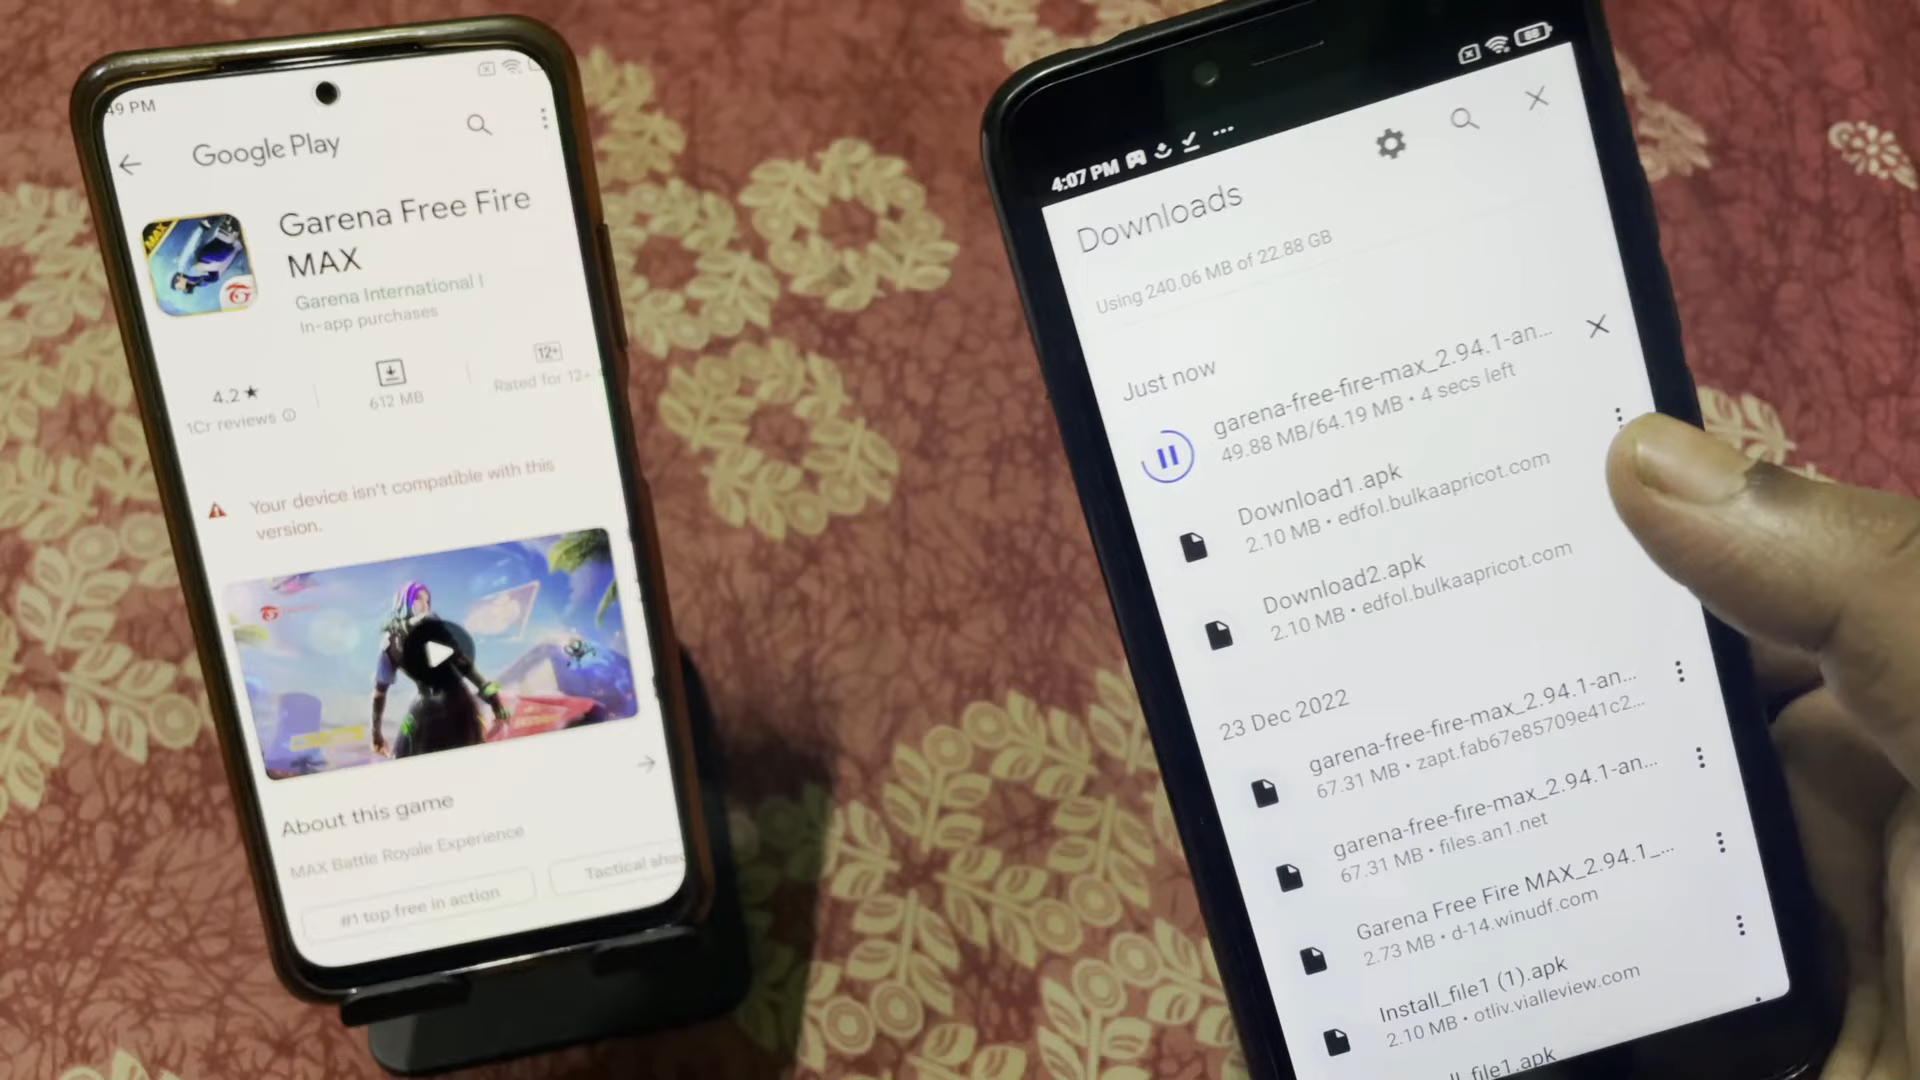 49 PM
Google Play
Garena Free Fire
MAX
MAX
Garena International I
In-app purchases
4.2★
1Cr reviews
612 MB
12+
Rated for 12+
Your device isn't compatible with this
version.
About this game
MAX Battle Royale Experience
#1 top free in action
Tactical shoo
4:07 PM
68
Downloads
Using 240.06 MB of 22.88 GB
Just now
garena-free-fire-max_2.94.1-an...
49.88 MB/64.19 MB • 4 secs left
Download1.apk
2.10 MB • edfol.bulkaapricot.com
Download2.apk
2.10 MB • edfol.bulkaapricot.com
23 Dec 2022
garena-free-fire-max_2.94.1-an...
67.31 MB • zapt.fab67e85709e41c2...
garena-free-fire-max_2.94.1-an...
67.31 MB • files.an1.net
Garena Free Fire MAX_2.94.1_...
2.73 MB • d-14.winudf.com
Install_file1 (1).apk
2.10 MB • otliv.vialleview.com
ll_file1.apk